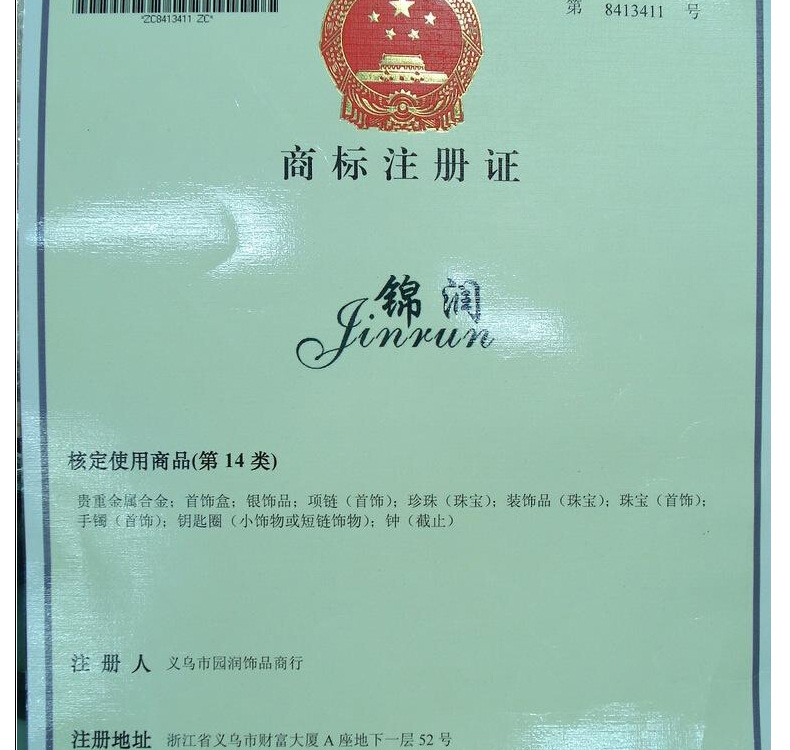 *ZC8413411 ZC*
第 8413411 号
商标注册证
锦润
Jinrun
核定使用商品(第 14 类)
贵重金属合金；首饰盒；银饰品；项链（首饰）；珍珠（珠宝）；装饰品（珠宝）；珠宝（首饰）；
手镯（首饰）；钥匙圈（小饰物或短链饰物）；钟（截止）
注册人 义乌市园润饰品商行
注册地址 浙江省义乌市财富大厦 A 座地下一层 52 号